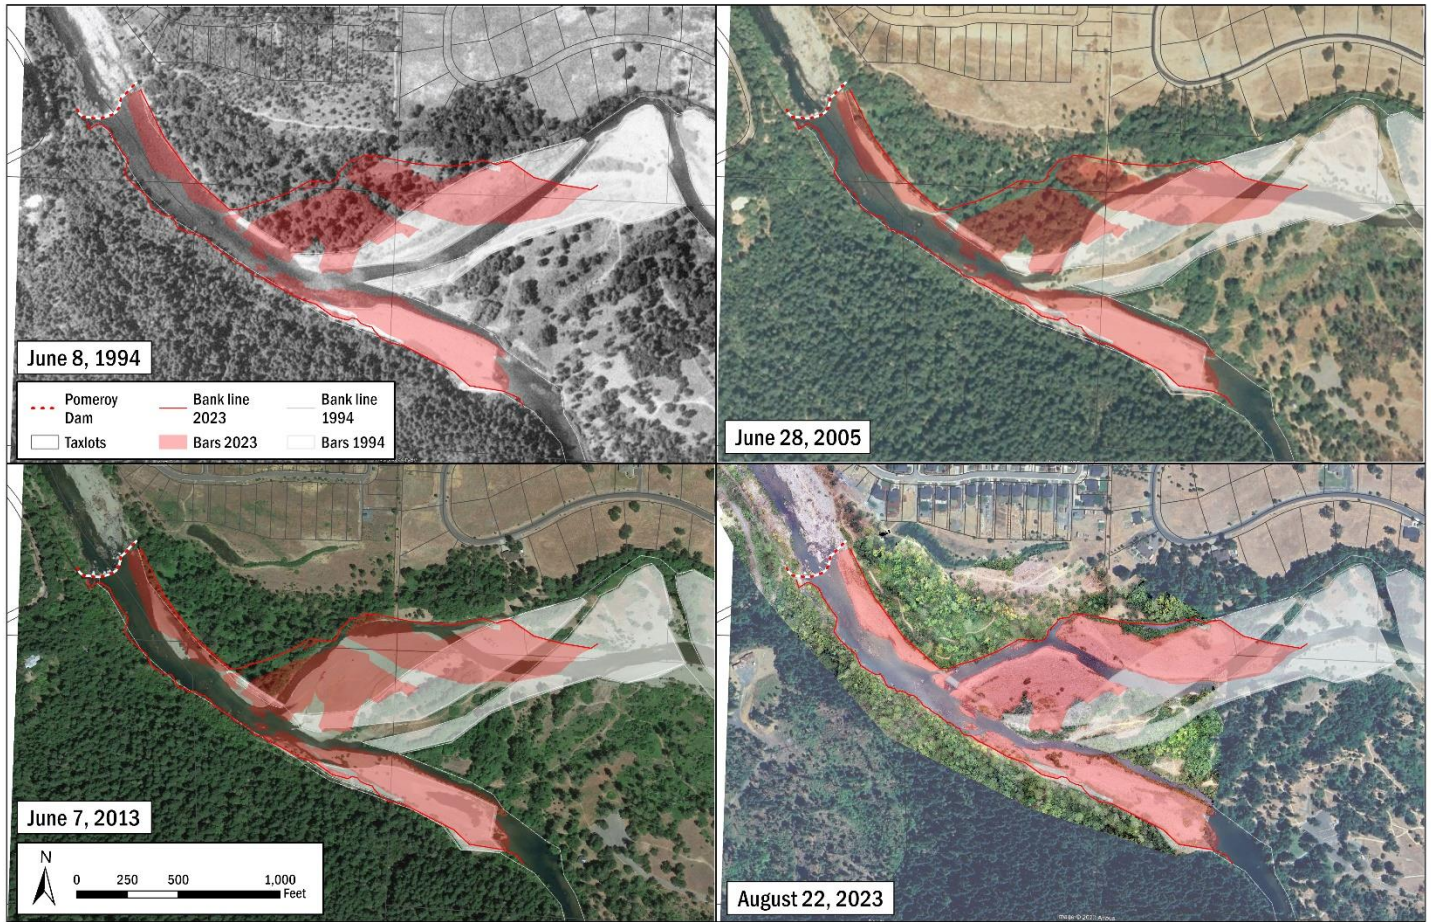 June 8, 1994
Pomeroy
Dam
Bank line
2023
Bank line
1994
Taxlots
Bars 2023
Bars 1994
June 28, 2005
June 7, 2013
N
0 250 500 1,000
Feet
August 22, 2023